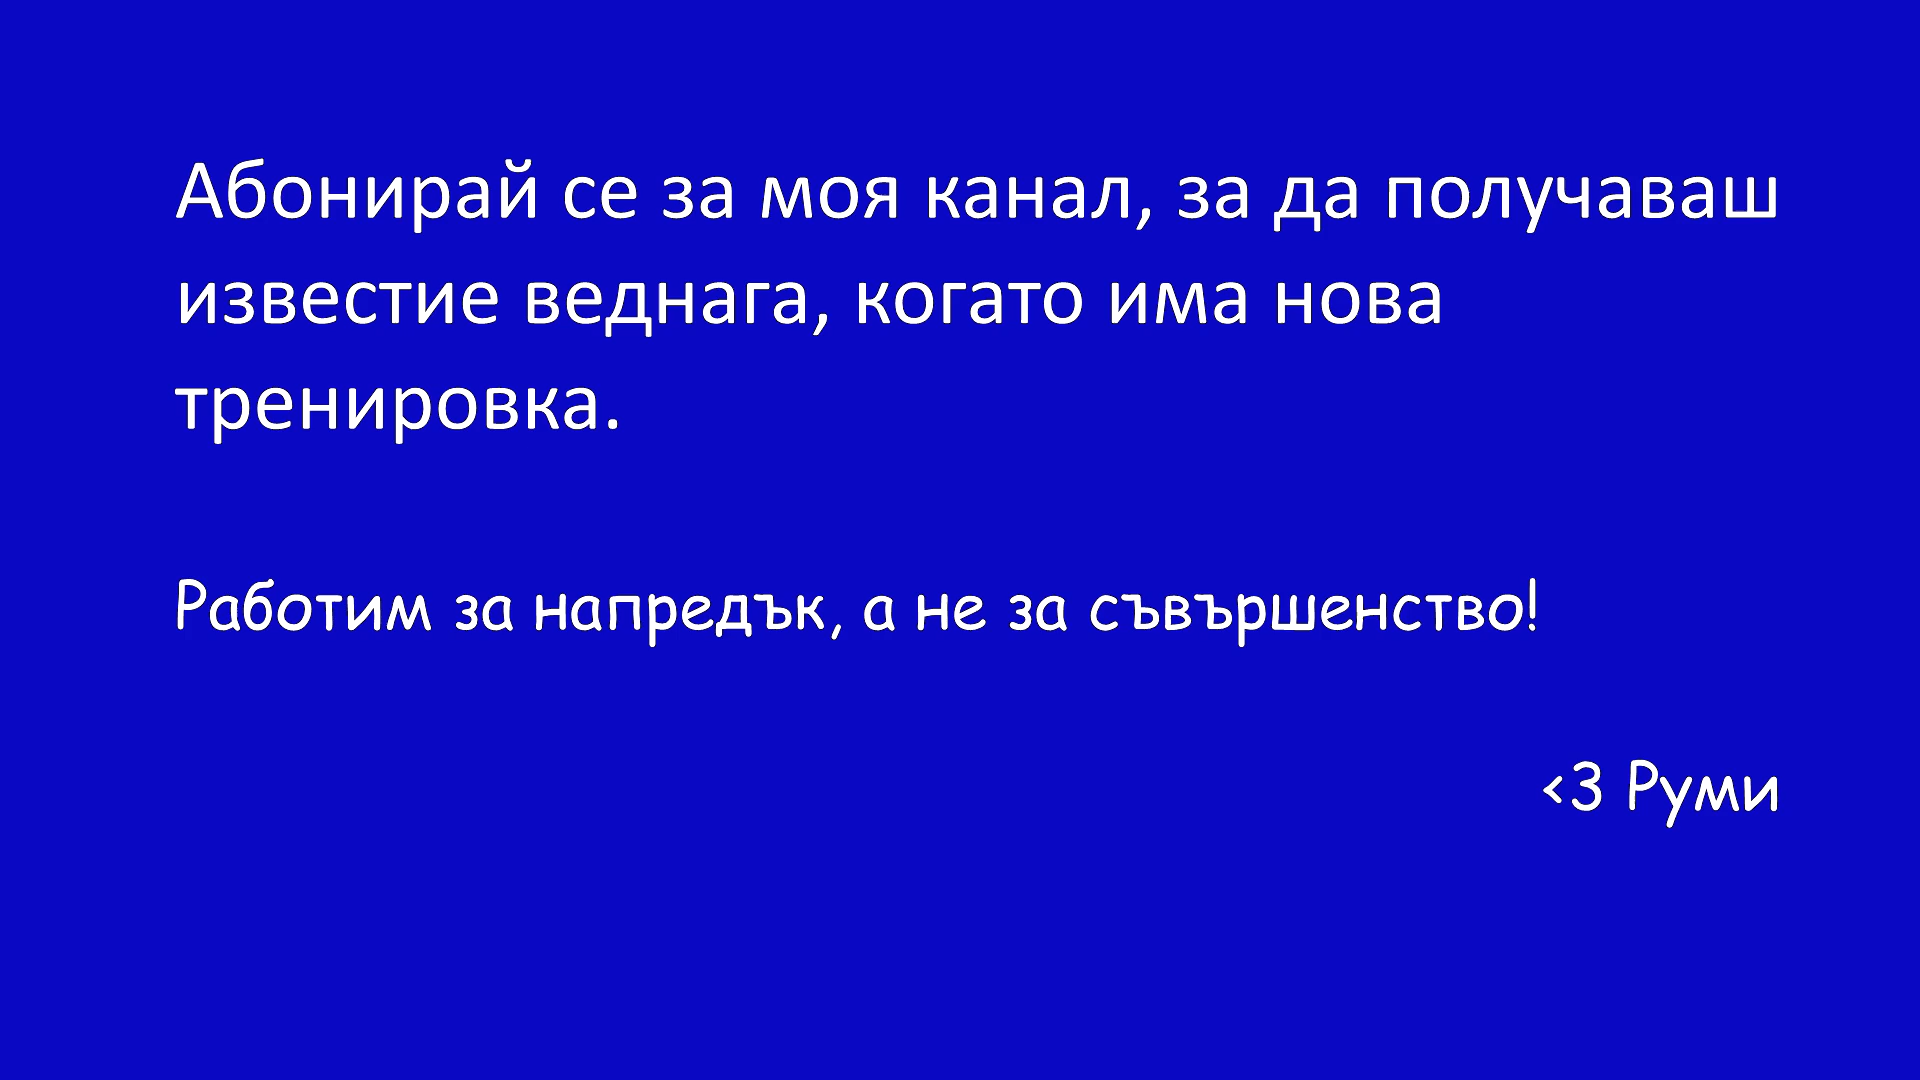 Абонирай се за моя канал, за да получаваш
известие веднага, когато има нова
тренировка.
Работим за напредък, а не за съвършенство!
<3 Руми